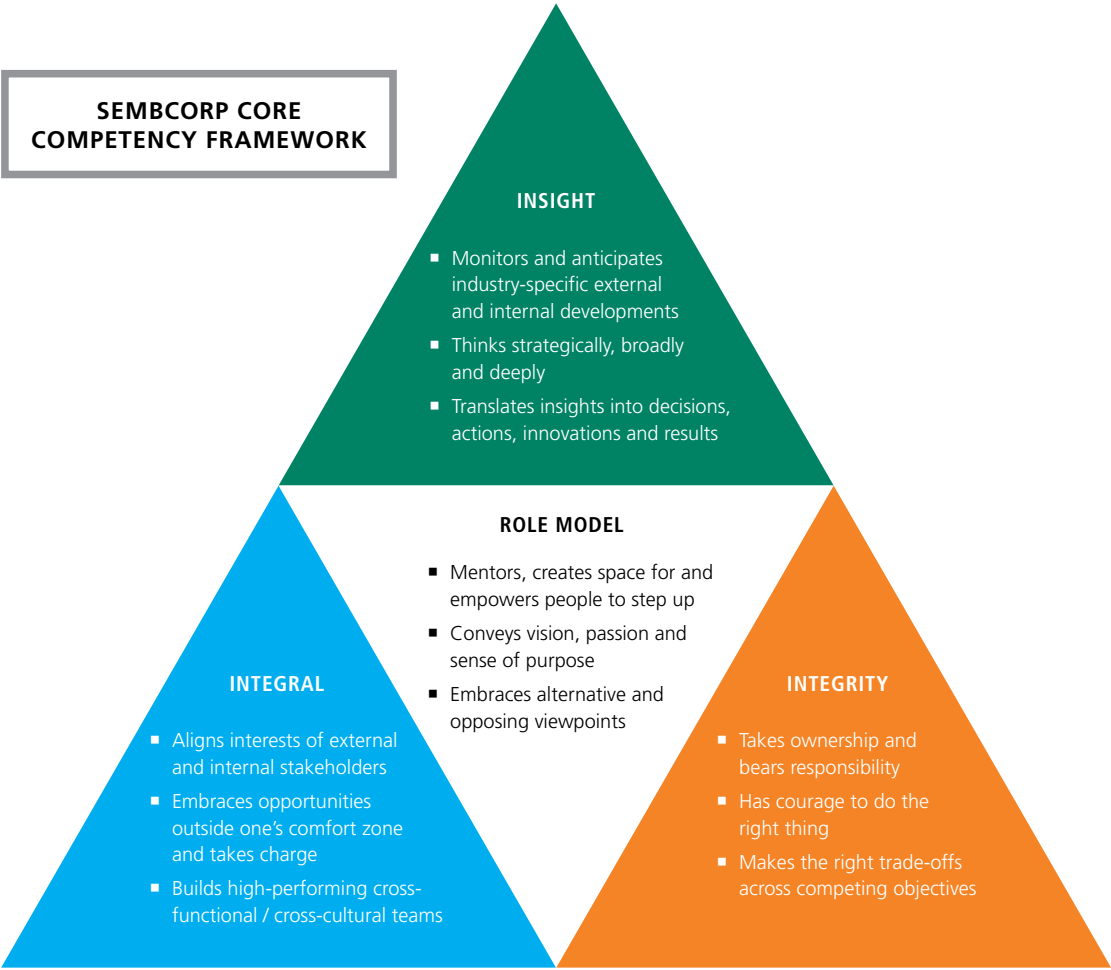 SEMBCORP CORE
COMPETENCY FRAMEWORK
INSIGHT
▪ Monitors and anticipates
industry-specific external
and internal developments
▪ Thinks strategically, broadly
and deeply
▪ Translates insights into decisions,
actions, innovations and results
ROLE MODEL
▪ Mentors, creates space for and
empowers people to step up
▪ Conveys vision, passion and
sense of purpose
▪ Embraces alternative and
opposing viewpoints
INTEGRAL
▪ Aligns interests of external
and internal stakeholders
▪ Embraces opportunities
outside one’s comfort zone
and takes charge
▪ Builds high-performing cross-
functional / cross-cultural teams
INTEGRITY
▪ Takes ownership and
bears responsibility
▪ Has courage to do the
right thing
▪ Makes the right trade-offs
across competing objectives